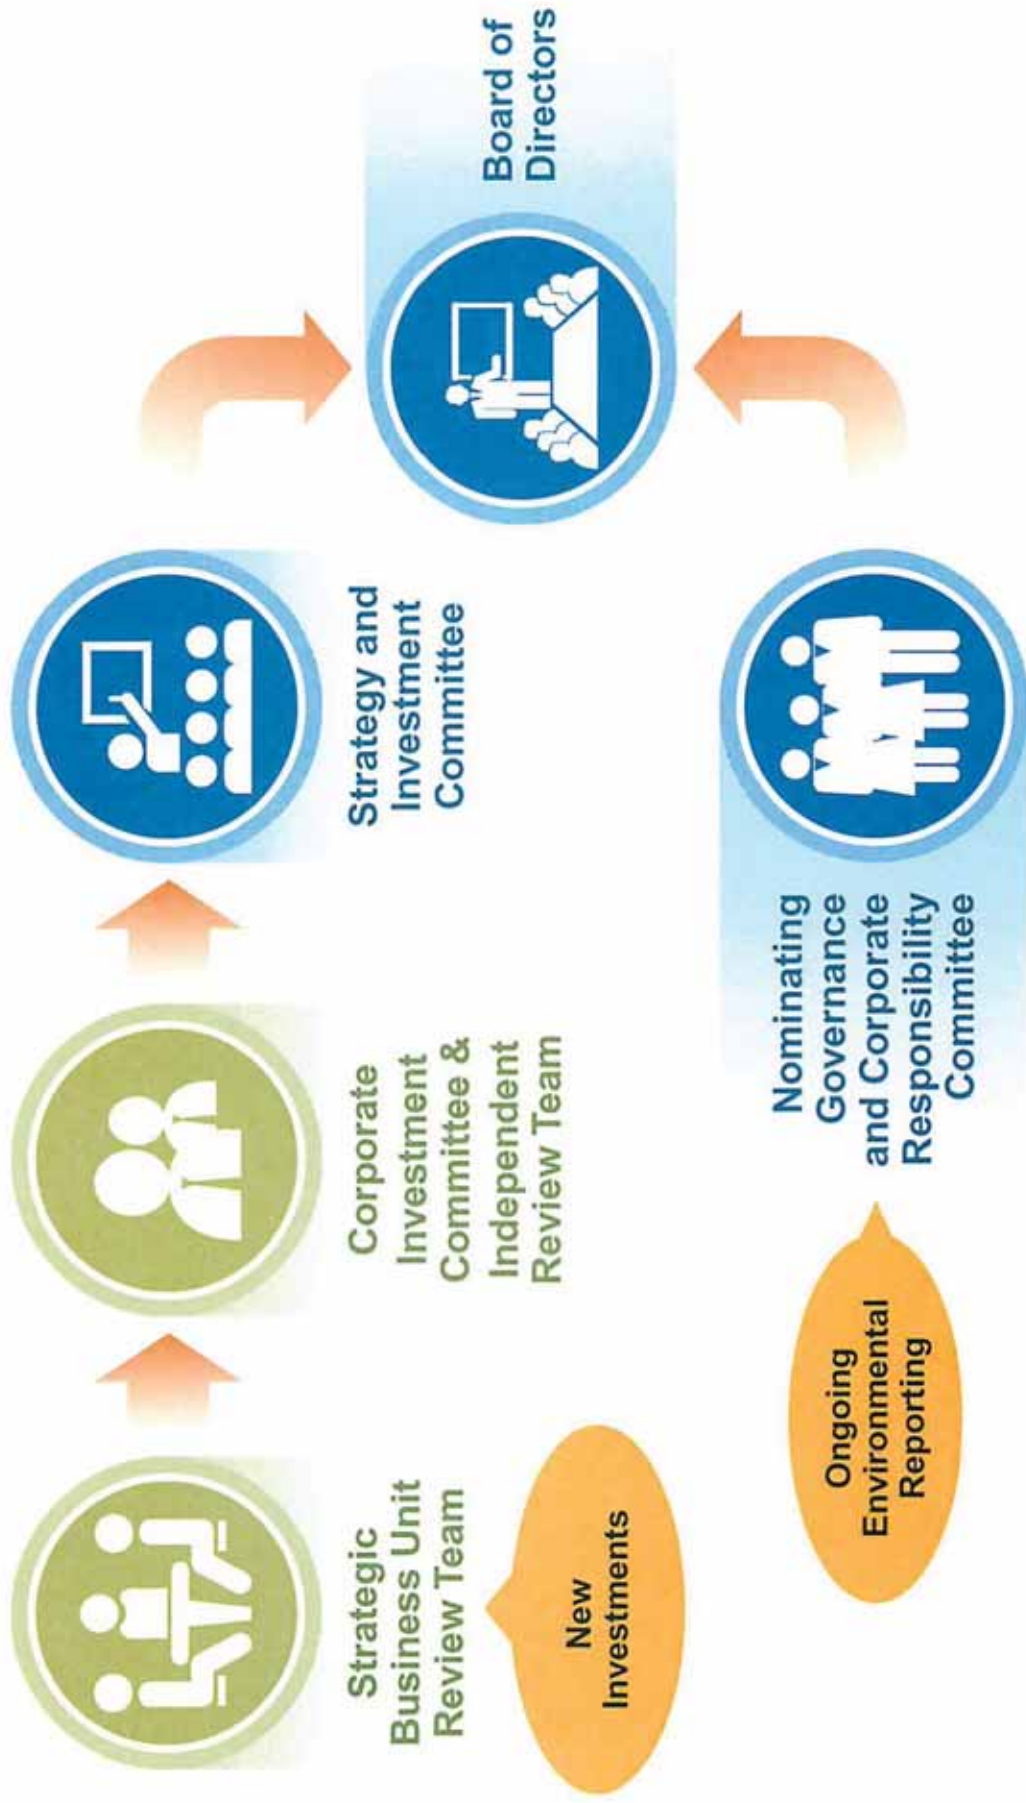 Strategic
Business Unit
Review Team
Corporate
Investment
Committee &
Independent
Review Team
Strategy and
Investment
Committee
Board of
Directors
New
Investments
Ongoing
Environmental
Reporting
Nominating
Governance
and Corporate
Responsibility
Committee